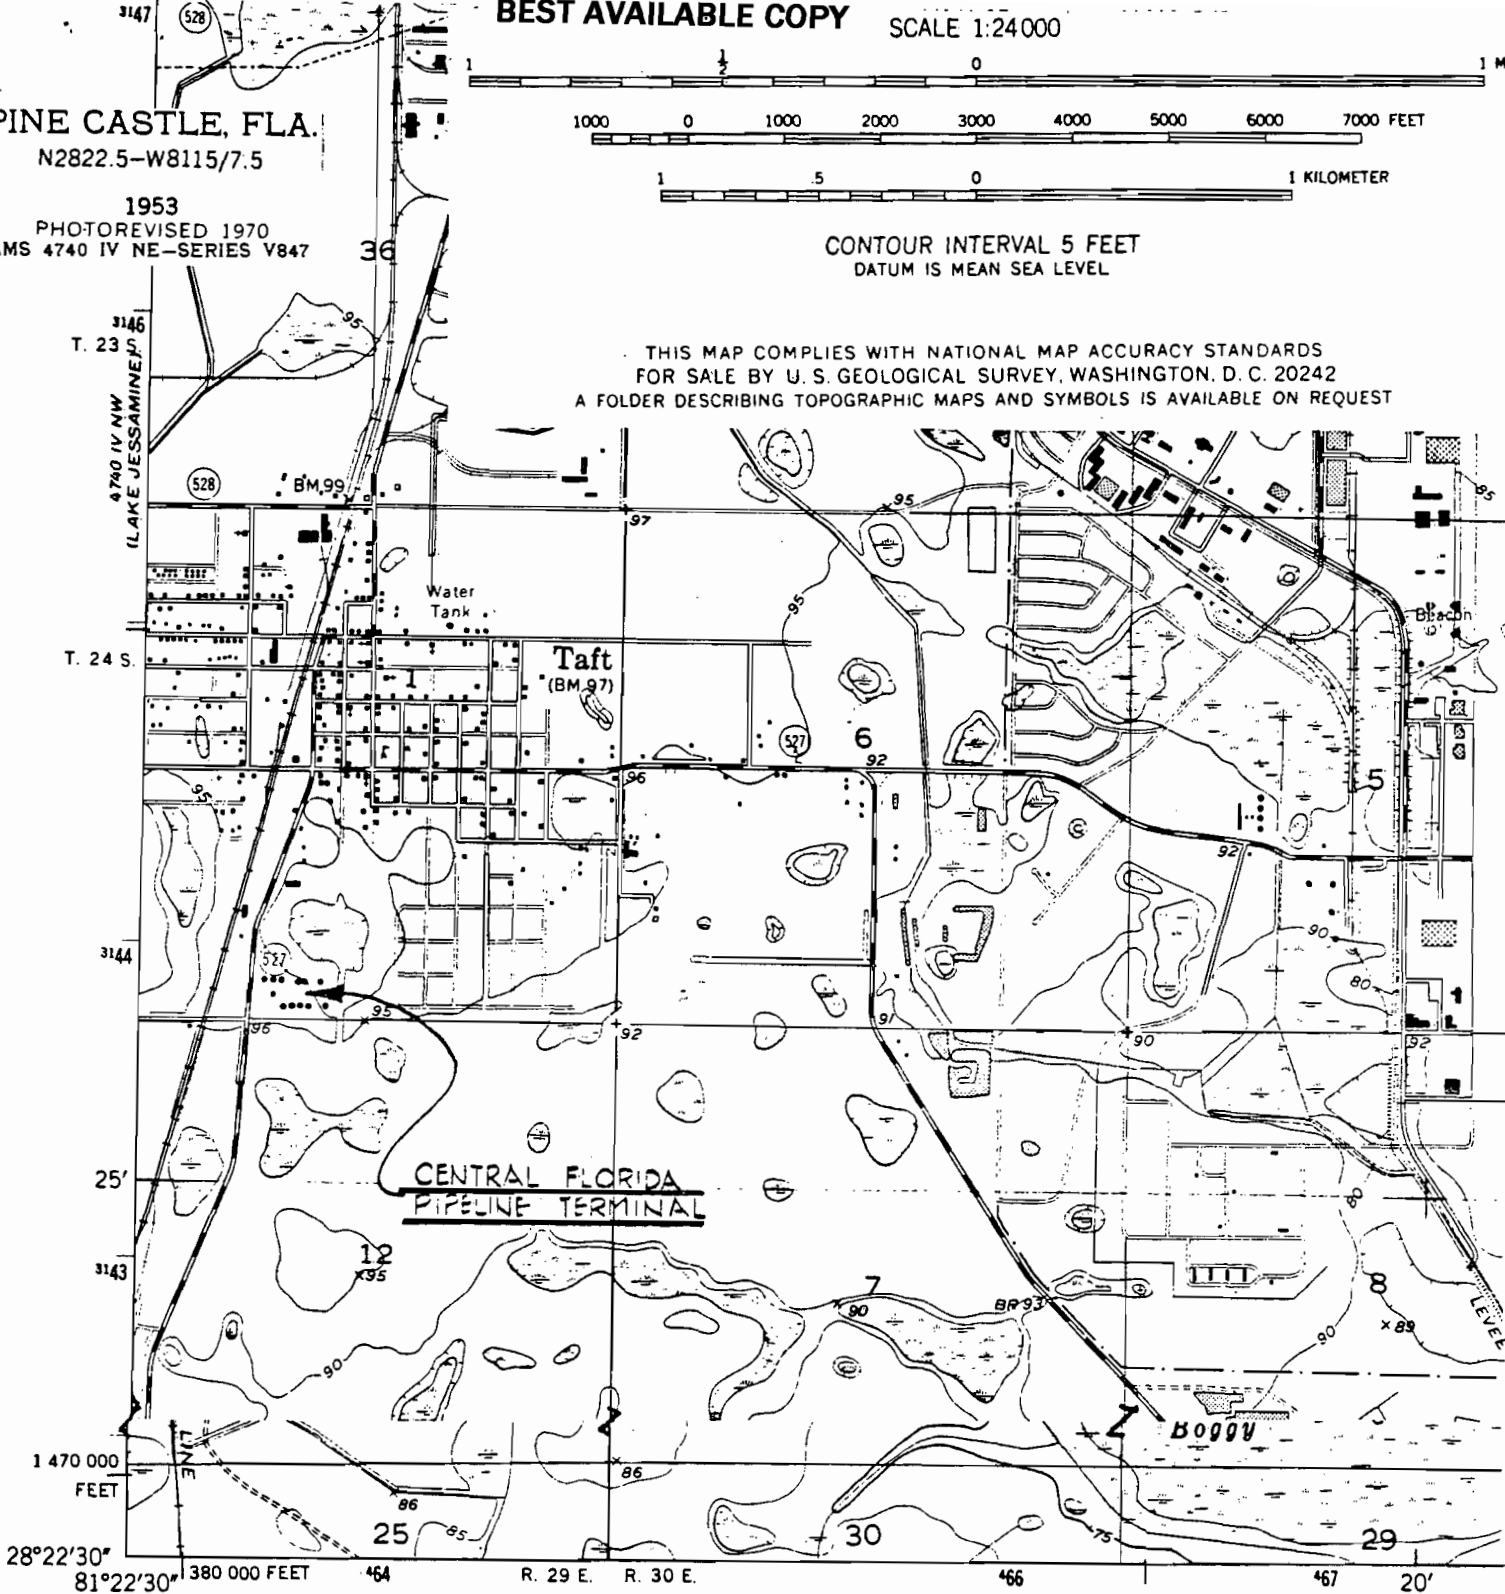 3147
528
BEST AVAILABLE COPY
SCALE 1:24 000
1 ½ 0 1 M
PINE CASTLE, FLA.
1000 0 1000 2000 3000 4000 5000 6000 7000 FEET
N2822.5–W8115/7.5
1 .5 0 1 KILOMETER
1953
PHOTOREVISED 1970
AMS 4740 IV NE–SERIES V847
36
CONTOUR INTERVAL 5 FEET
DATUM IS MEAN SEA LEVEL
95
3146
T. 23 S.
4740 IV NW
(LAKE JESSAMINE)
THIS MAP COMPLIES WITH NATIONAL MAP ACCURACY STANDARDS
FOR SALE BY U. S. GEOLOGICAL SURVEY, WASHINGTON, D. C. 20242
A FOLDER DESCRIBING TOPOGRAPHIC MAPS AND SYMBOLS IS AVAILABLE ON REQUEST
528
BM 99
97
95
85
Water
Tank
95
Beacon
T. 24 S.
Taft
(BM 97)
1
527
6
92
96
5
95
92
90
3144
527
80
95
96
92
91
90
92
25'
CENTRAL FLORIDA
PIPELINE TERMINAL
80
12
×95
3143
7
90
BR 93
8
90
×89
LEVEE
90
Boggy
LINE
1 470 000
FEET
86
86
25
85
30
75
29
28°22'30"
81°22'30"
380 000 FEET
464
R. 29 E.
R. 30 E.
466
467
20'